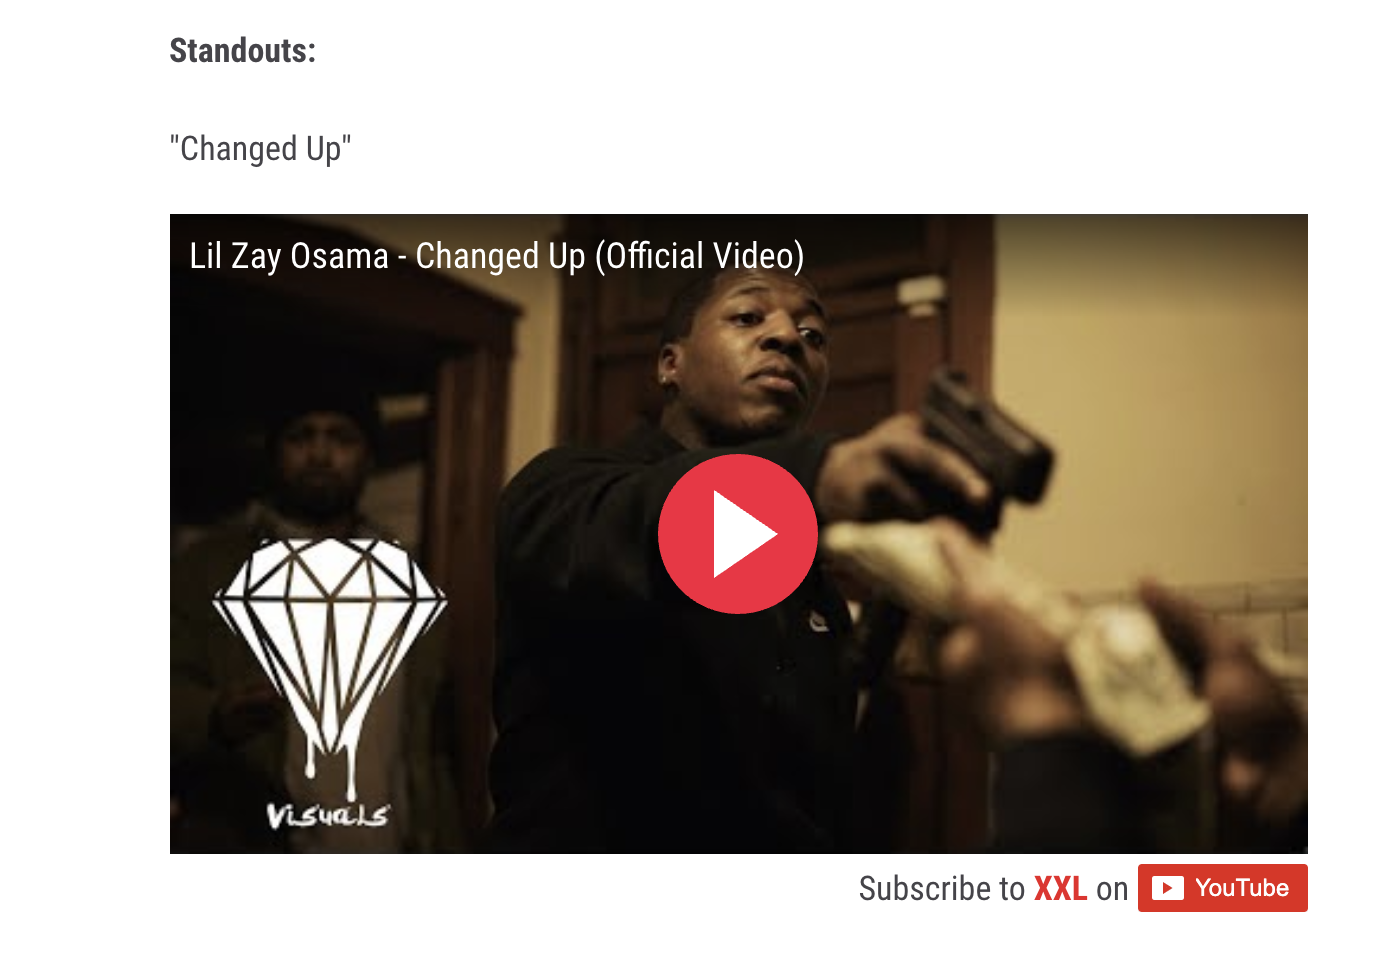 Standouts:
"Changed Up"
Lil Zay Osama - Changed Up (Official Video)
Visuals
Subscribe to XXL on YouTube